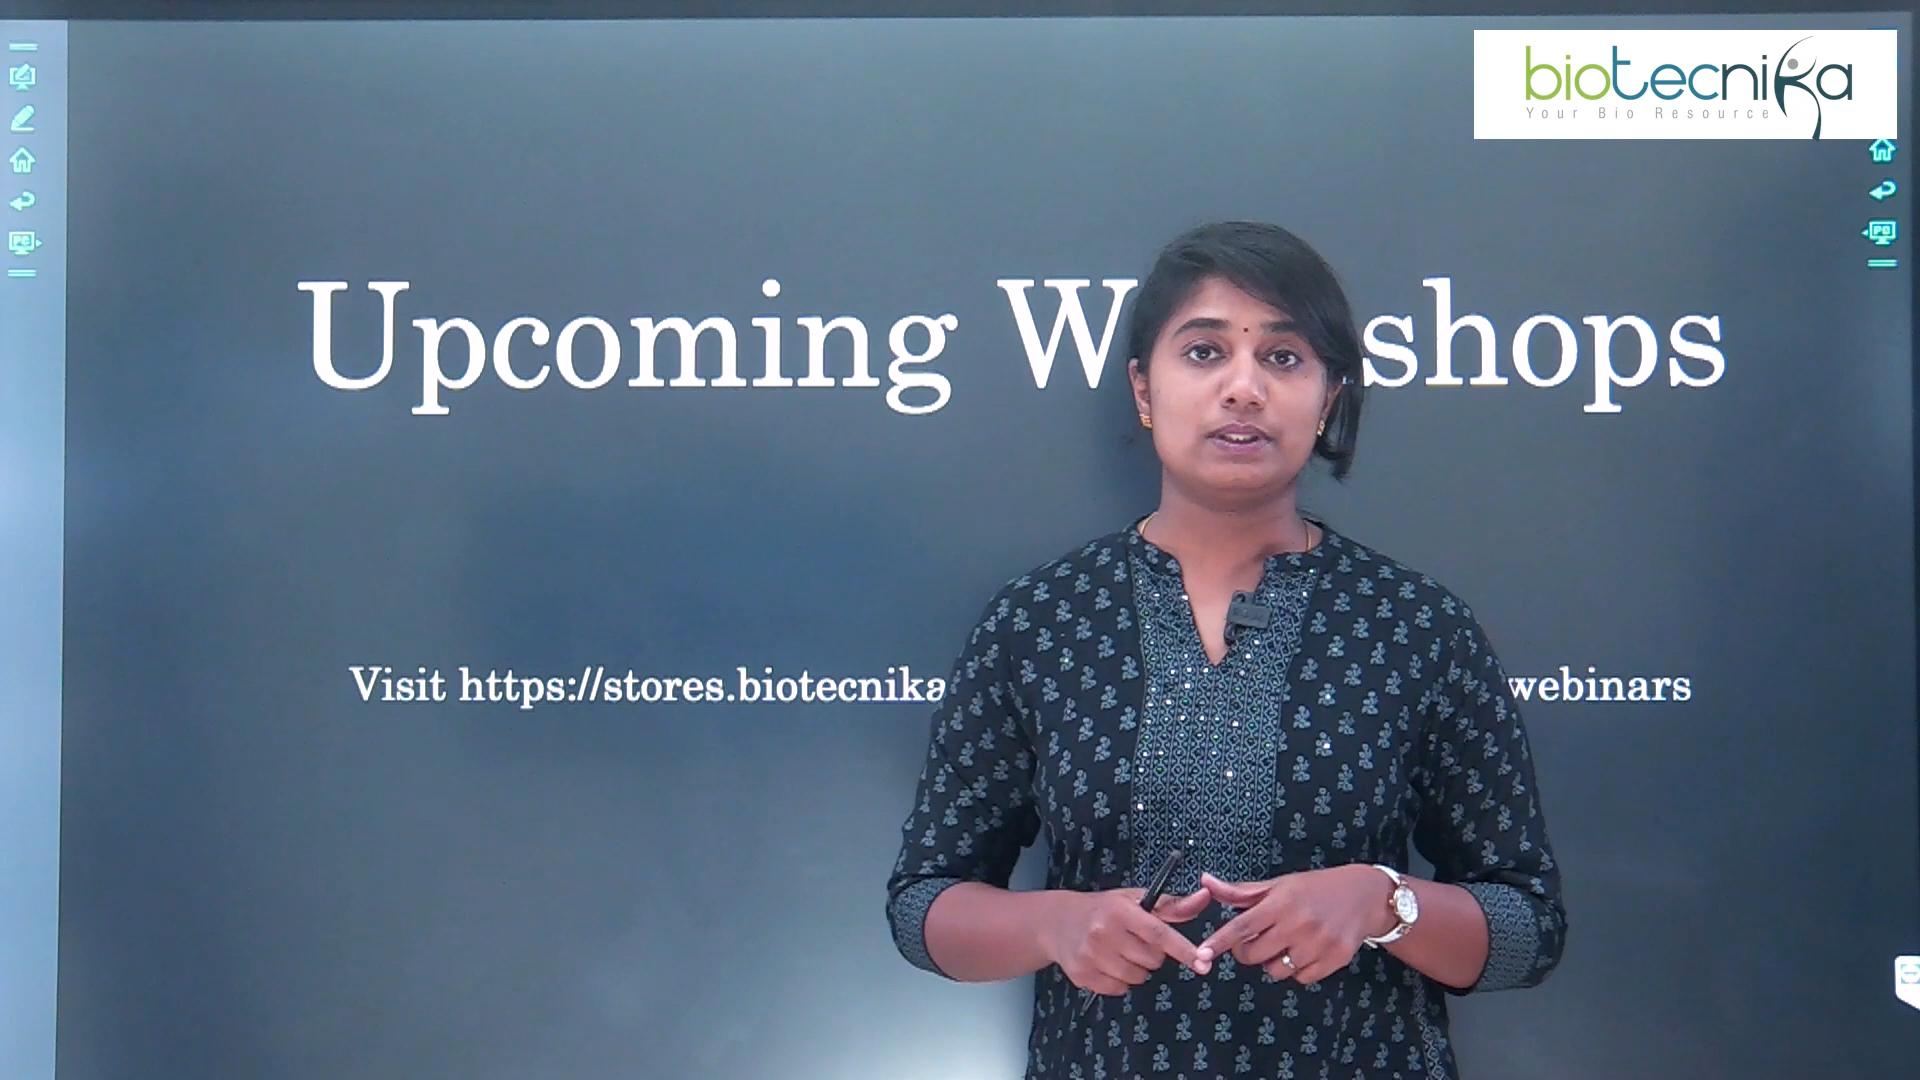 biotecnika
Your Bio Resource
Upcoming W shops
Visit https://stores.biotecnika webinars